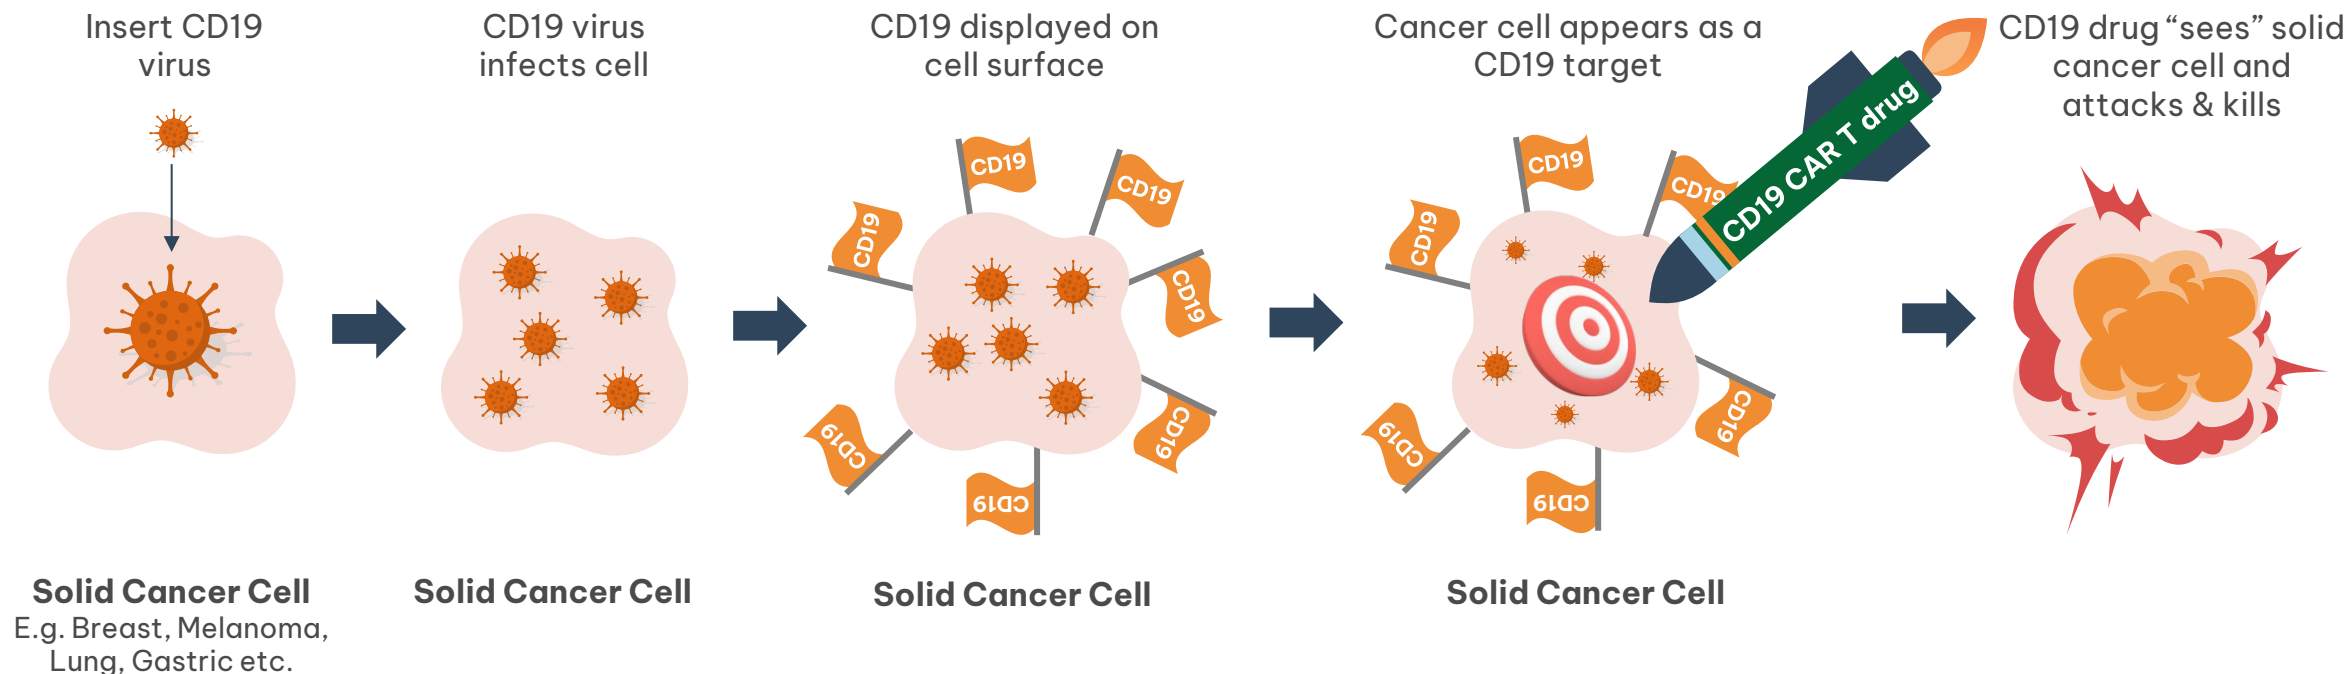 Insert CD19
virus
CD19 virus
infects cell
CD19 displayed on
cell surface
Cancer cell appears as a
CD19 target
CD19 drug “sees” solid
cancer cell and
attacks & kills
CD19
CD19
CD19
CD19
CD19
CD19
CD19
CD19
CD19
CD19
CD19
CD19
CD19
CD19 CAR T drug
Solid Cancer Cell
E.g. Breast, Melanoma,
Lung, Gastric etc.
Solid Cancer Cell
Solid Cancer Cell
Solid Cancer Cell